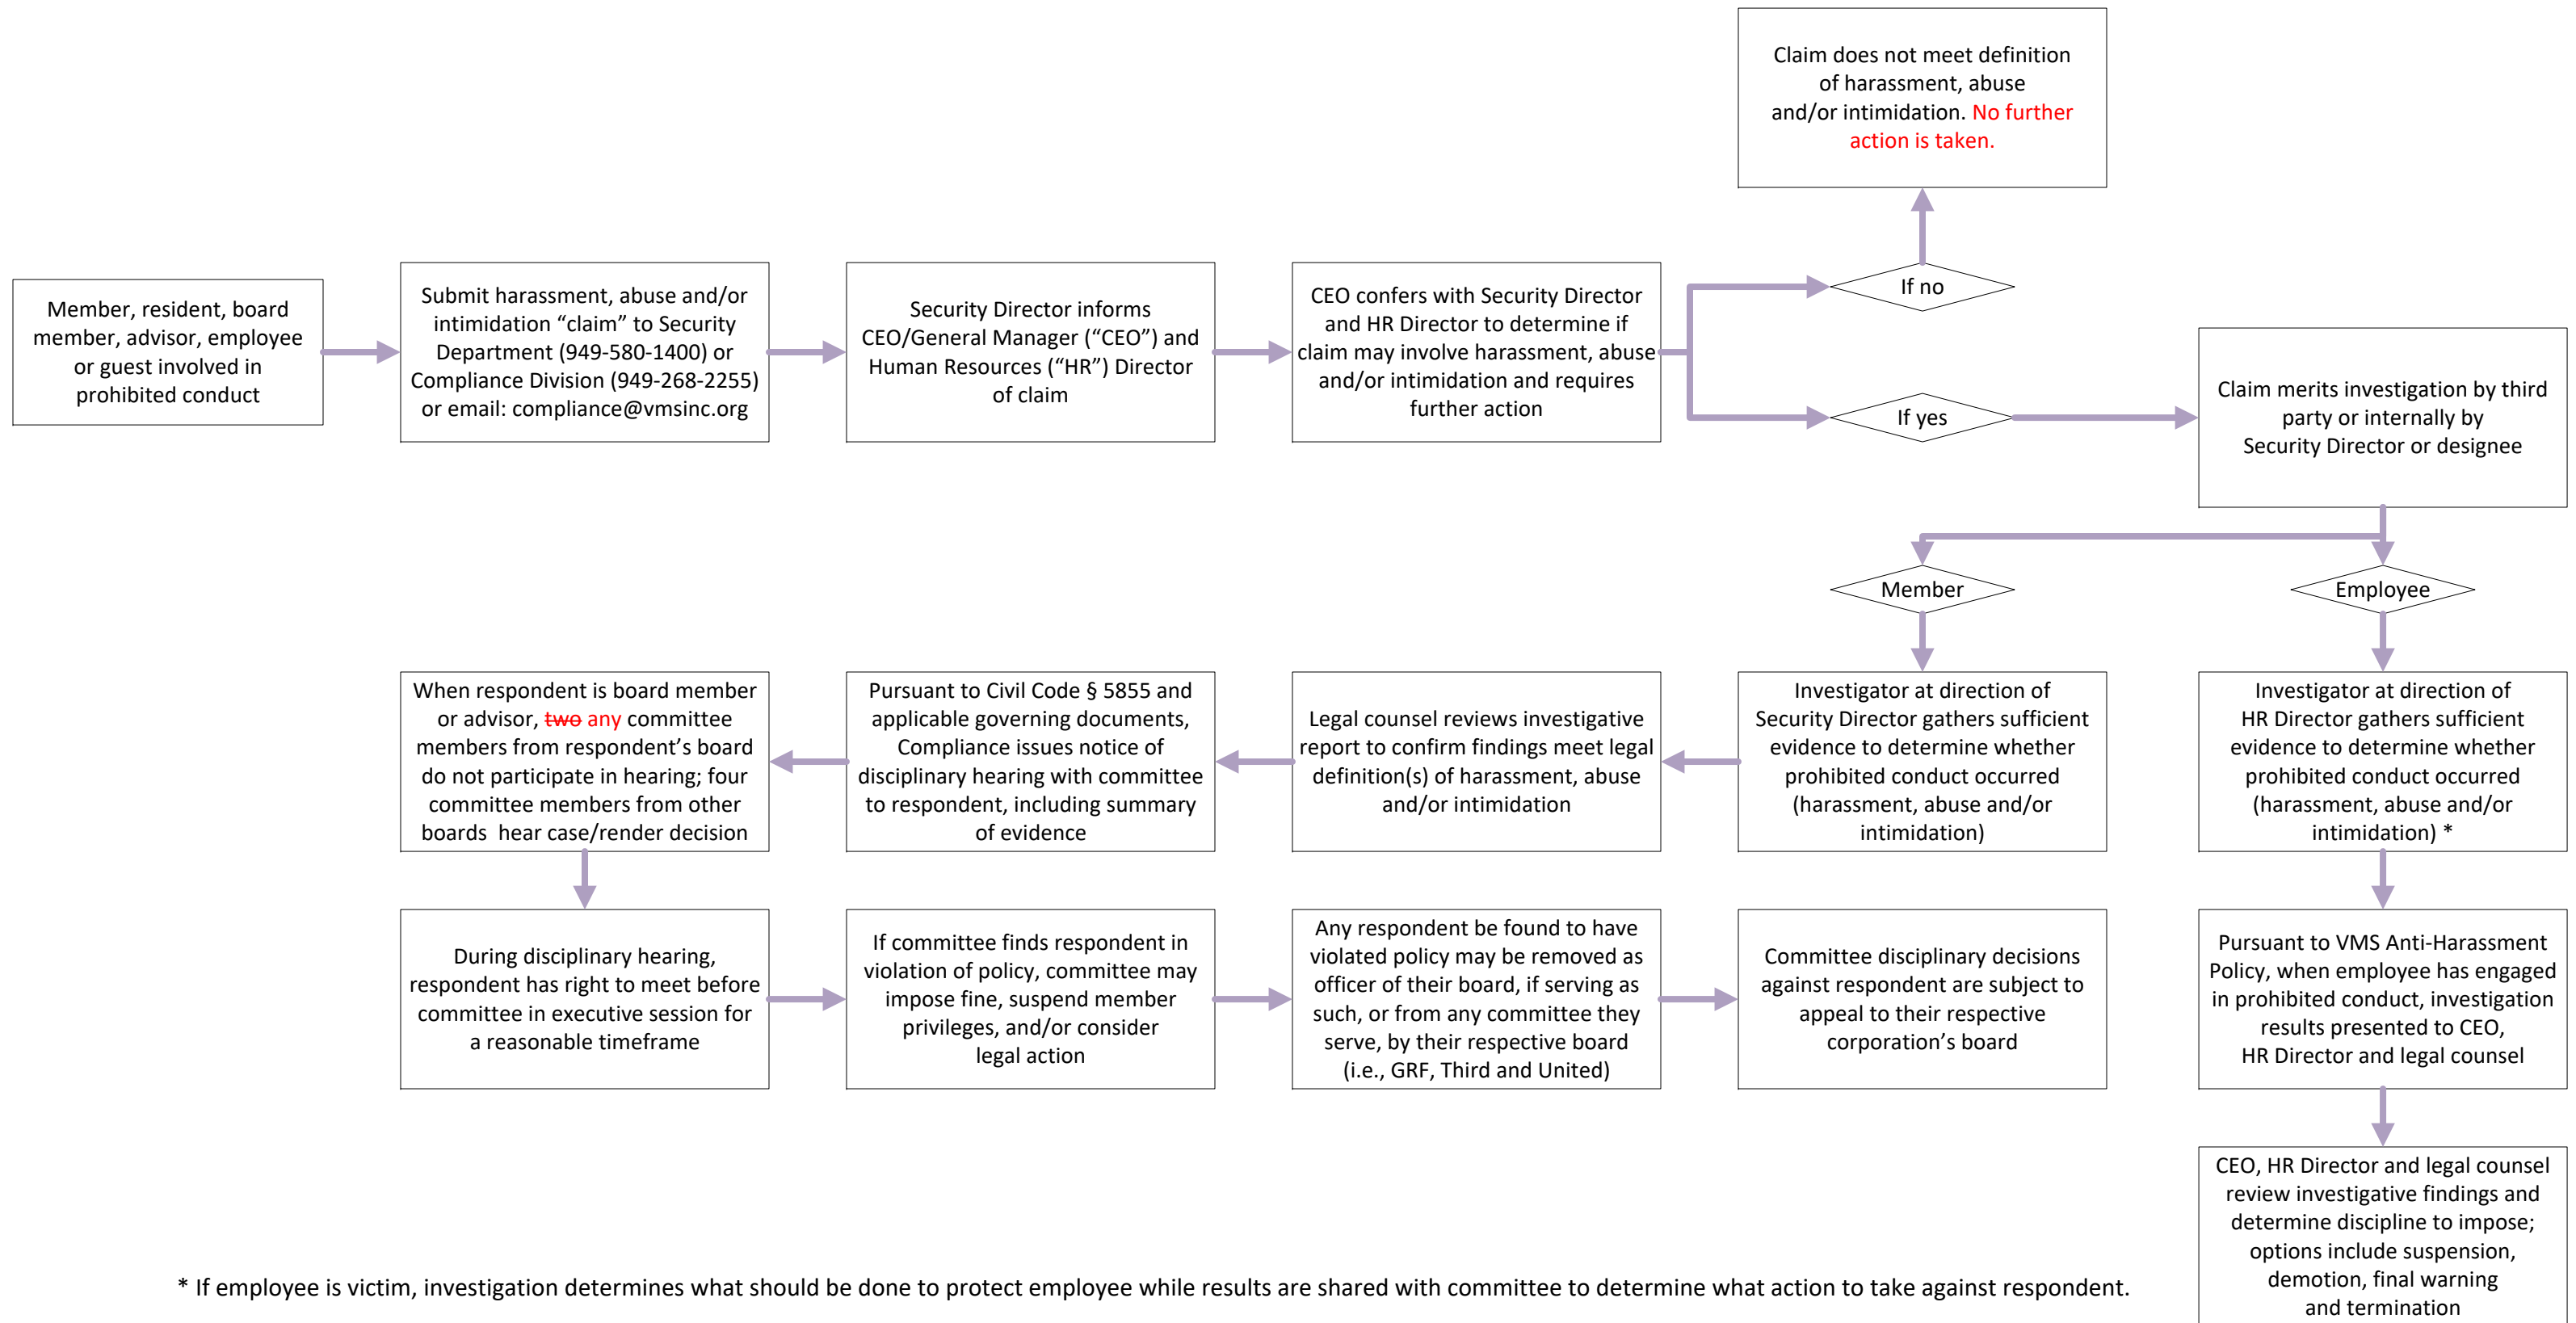 Claim does not meet definition
of harassment, abuse
and/or intimidation. No further
action is taken.
Member, resident, board
member, advisor, employee
or guest involved in
prohibited conduct
Submit harassment, abuse and/or
intimidation “claim” to Security
Department (949-580-1400) or
Compliance Division (949-268-2255)
or email: compliance@vmsinc.org
Security Director informs
CEO/General Manager (“CEO”) and
Human Resources (“HR”) Director
of claim
CEO confers with Security Director
and HR Director to determine if
claim may involve harassment, abuse
and/or intimidation and requires
further action
If no
If yes
Claim merits investigation by third
party or internally by
Security Director or designee
Member
Employee
When respondent is board member
or advisor, two any committee
members from respondent’s board
do not participate in hearing; four
committee members from other
boards  hear case/render decision
Pursuant to Civil Code § 5855 and
applicable governing documents,
Compliance issues notice of
disciplinary hearing with committee
to respondent, including summary
of evidence
Legal counsel reviews investigative
report to confirm findings meet legal
definition(s) of harassment, abuse
and/or intimidation
Investigator at direction of
Security Director gathers sufficient
evidence to determine whether
prohibited conduct occurred
(harassment, abuse and/or
intimidation)
Investigator at direction of
HR Director gathers sufficient
evidence to determine whether
prohibited conduct occurred
(harassment, abuse and/or
intimidation) *
During disciplinary hearing,
respondent has right to meet before
committee in executive session for
a reasonable timeframe
If committee finds respondent in
violation of policy, committee may
impose fine, suspend member
privileges, and/or consider
legal action
Any respondent be found to have
violated policy may be removed as
officer of their board, if serving as
such, or from any committee they
serve, by their respective board
(i.e., GRF, Third and United)
Committee disciplinary decisions
against respondent are subject to
appeal to their respective
corporation’s board
Pursuant to VMS Anti-Harassment
Policy, when employee has engaged
in prohibited conduct, investigation
results presented to CEO,
HR Director and legal counsel
CEO, HR Director and legal counsel
review investigative findings and
determine discipline to impose;
options include suspension,
demotion, final warning
and termination
* If employee is victim, investigation determines what should be done to protect employee while results are shared with committee to determine what action to take against respondent.